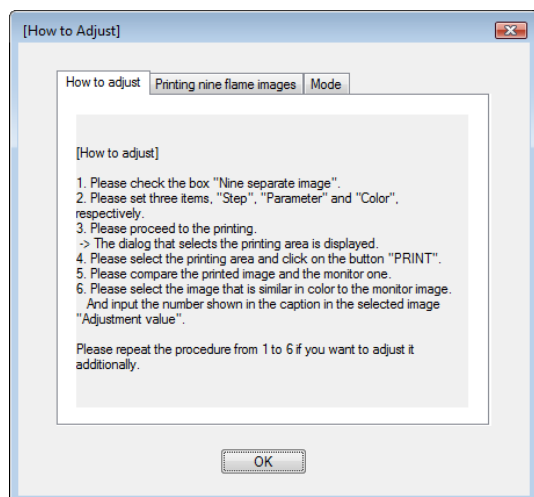 [How to Adjust]
How to adjust Printing nine flame images Mode
[How to adjust]
1. Please check the box "Nine separate image".
2. Please set three items, "Step", "Parameter" and "Color",
respectively.
3. Please proceed to the printing.
-> The dialog that selects the printing area is displayed.
4. Please select the printing area and click on the button "PRINT".
5. Please compare the printed image and the monitor one.
6. Please select the image that is similar in color to the monitor image.
And input the number shown in the caption in the selected image
"Adjustment value".
Please repeat the procedure from 1 to 6 if you want to adjust it
additionally.
OK